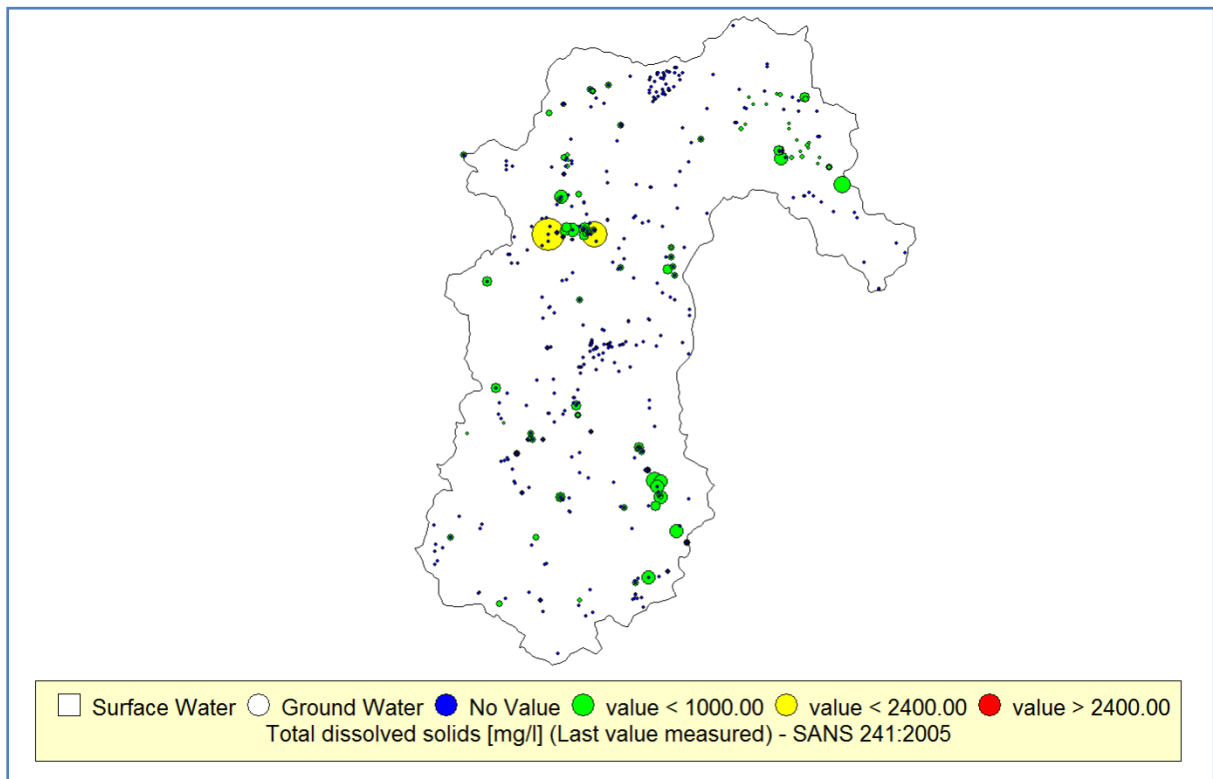 Surface Water Ground Water No Value value < 1000.00 value < 2400.00 value > 2400.00
Total dissolved solids [mg/l] (Last value measured) - SANS 241:2005